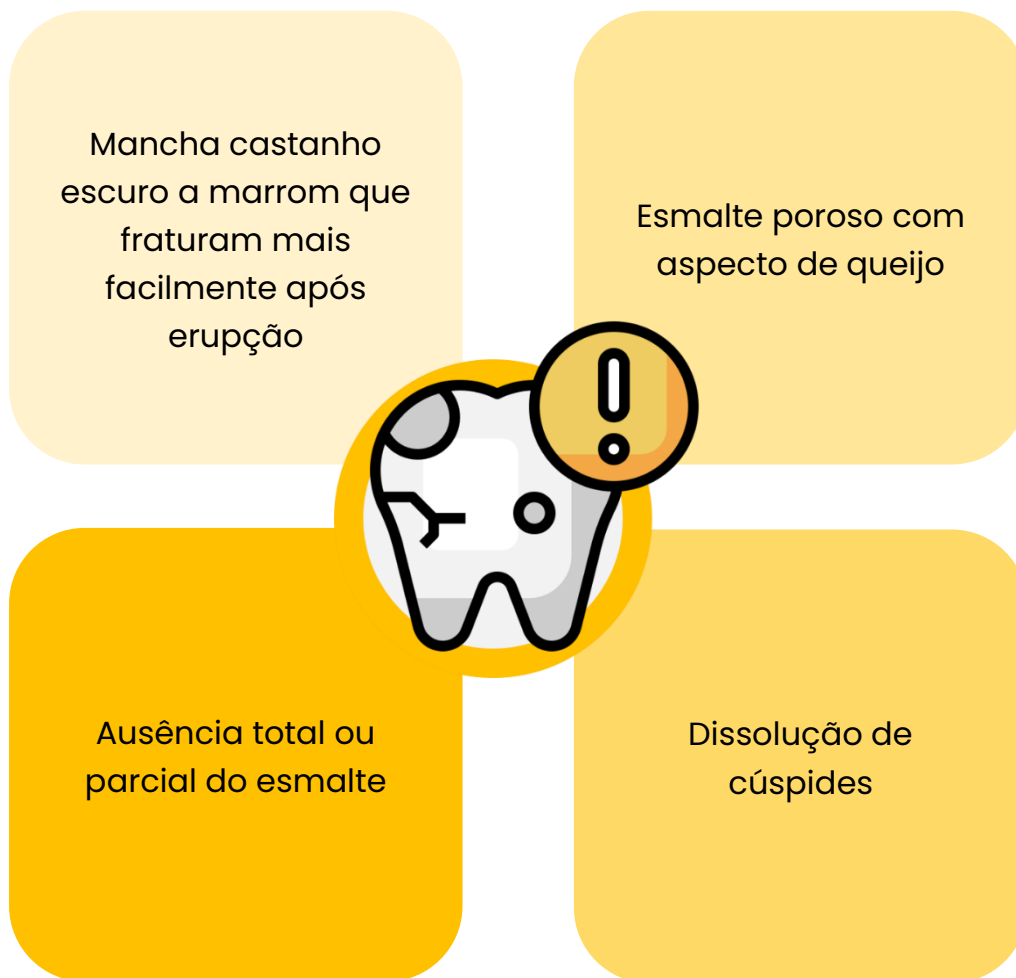 Mancha castanho
escuro a marrom que
fraturam mais
facilmente após
erupção
Esmalte poroso com
aspecto de queijo
Ausência total ou
parcial do esmalte
Dissolução de
cúspides